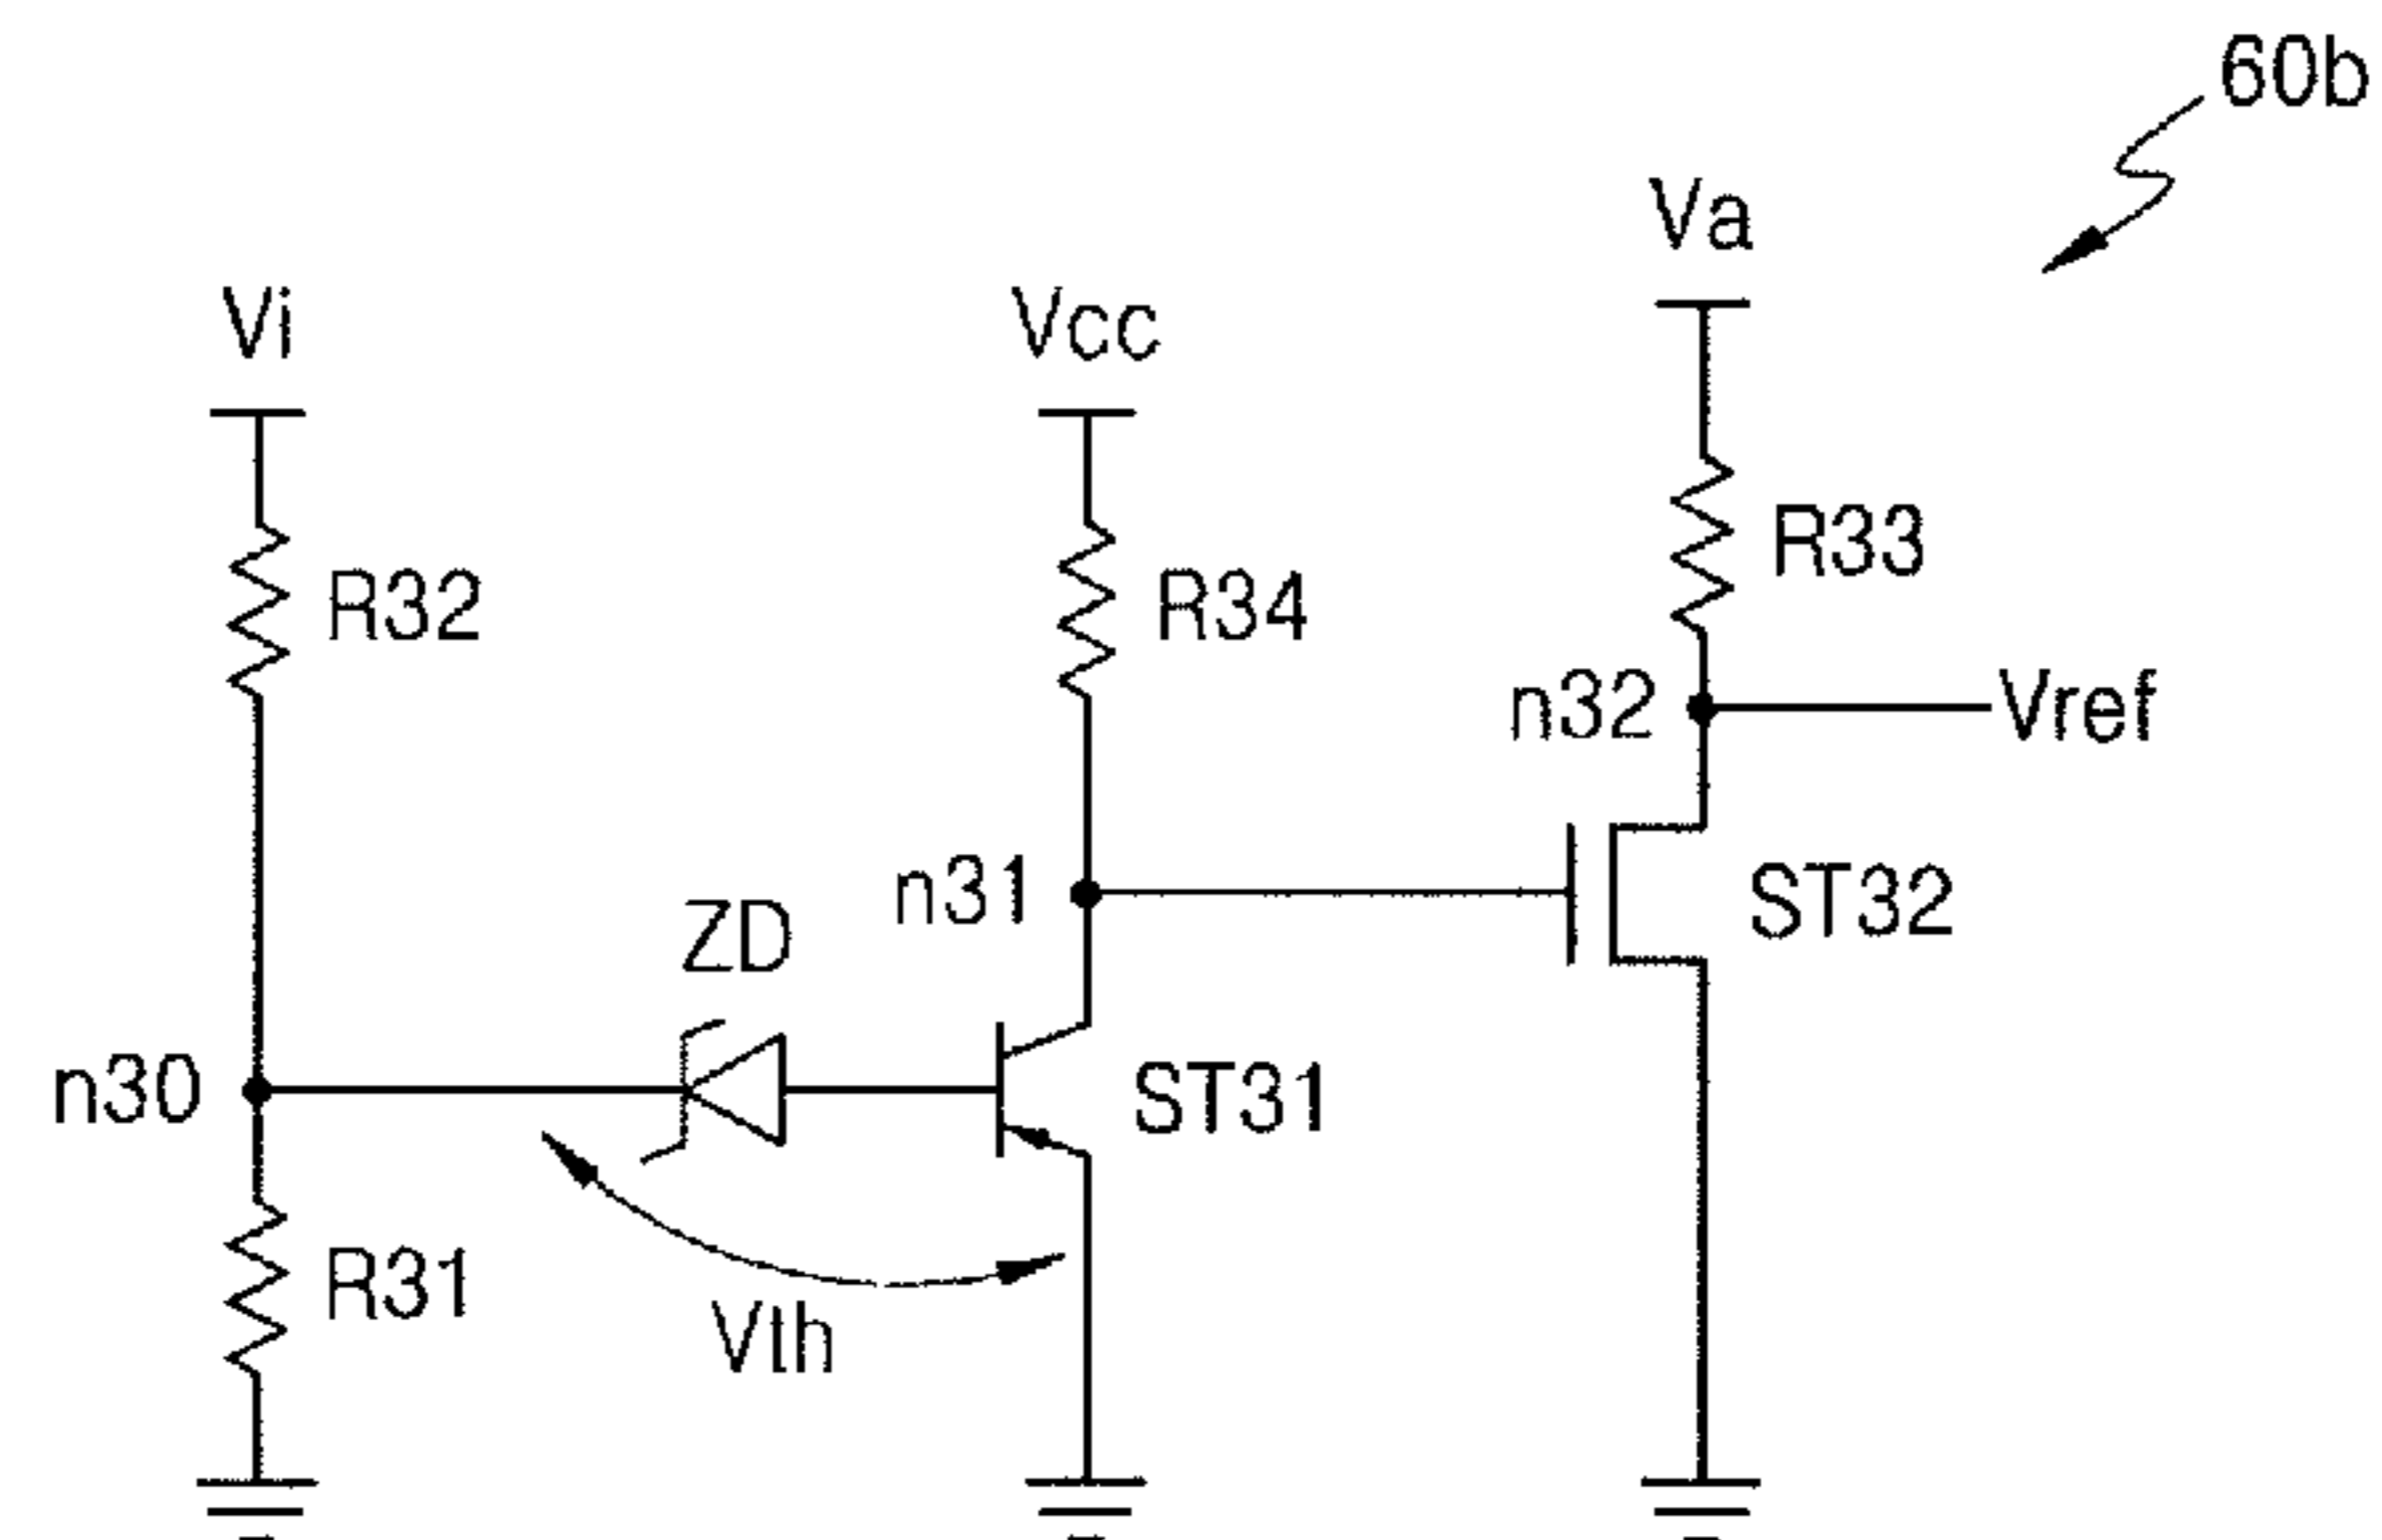 60b
Va
Vi
Vcc
R33
R32
R34
n32
Vref
n31
ST32
ZD
n30
ST31
R31
Vth